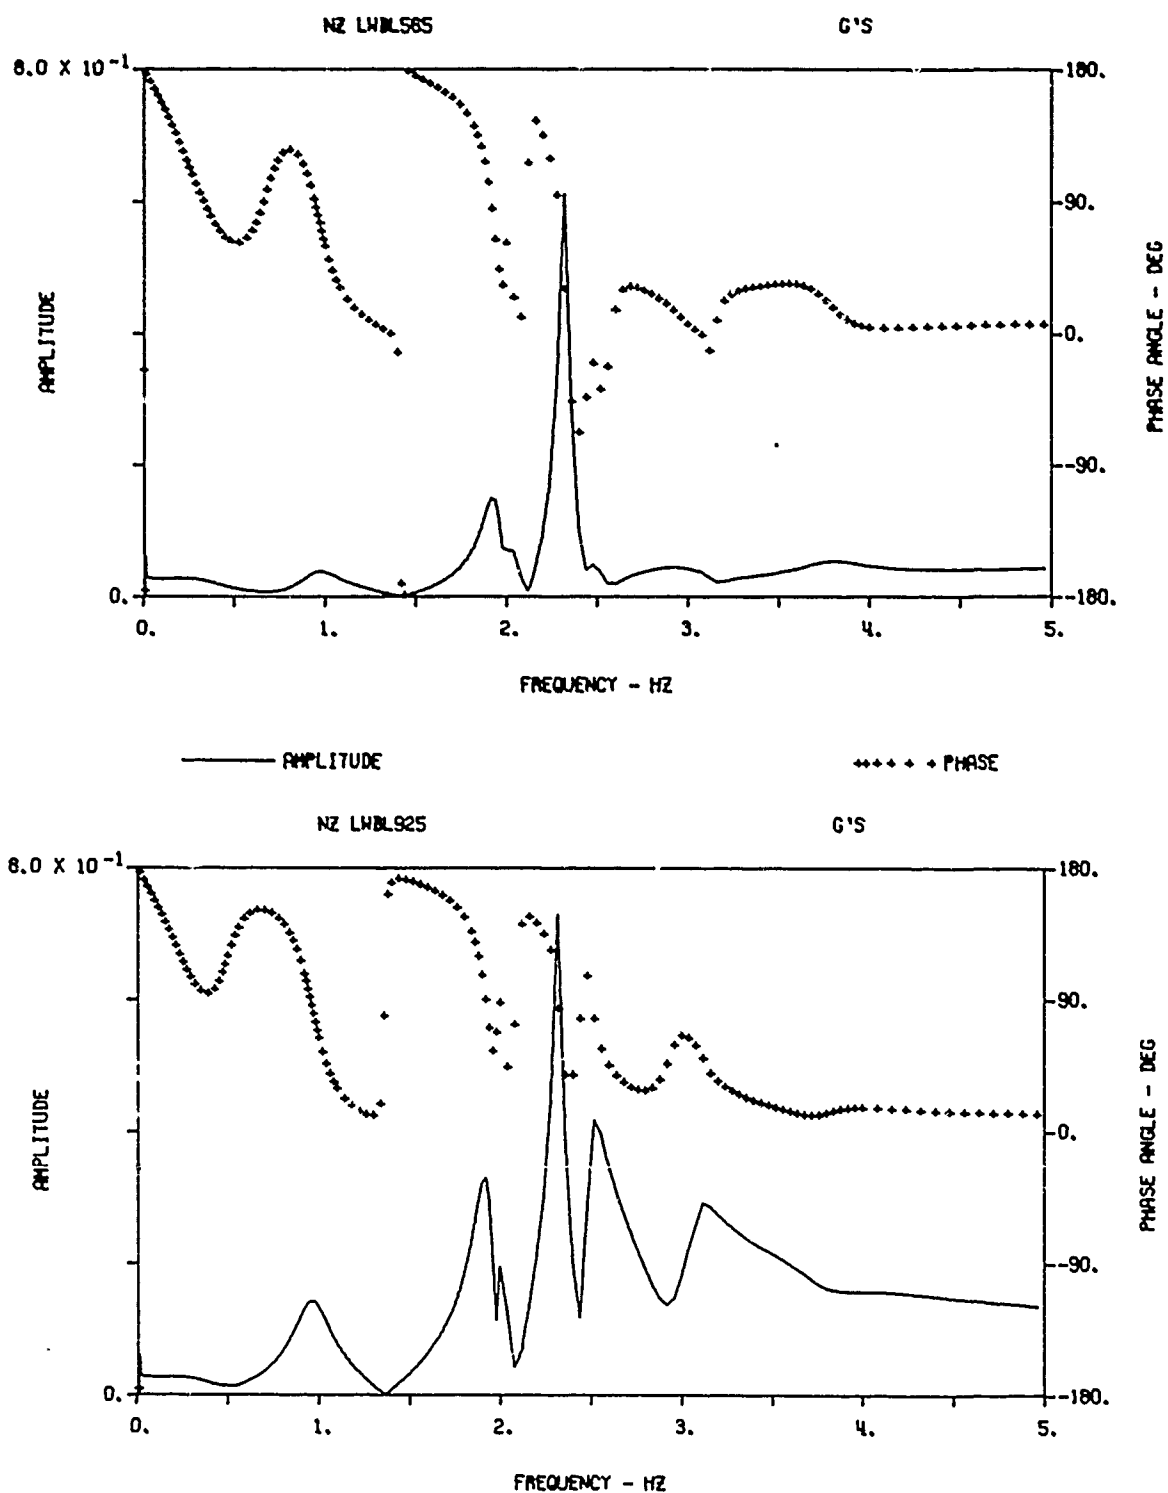 NZ LWBL565 G'S
8.0 X 10⁻¹
180.
90.
0.
-90.
-180.
AMPLITUDE
PHASE ANGLE - DEG
0.
0. 1. 2. 3. 4. 5.
FREQUENCY - HZ
AMPLITUDE PHASE
NZ LWBL925 G'S
8.0 X 10⁻¹
180.
90.
0.
-90.
-180.
AMPLITUDE
PHASE ANGLE - DEG
0.
0. 1. 2. 3. 4. 5.
FREQUENCY - HZ